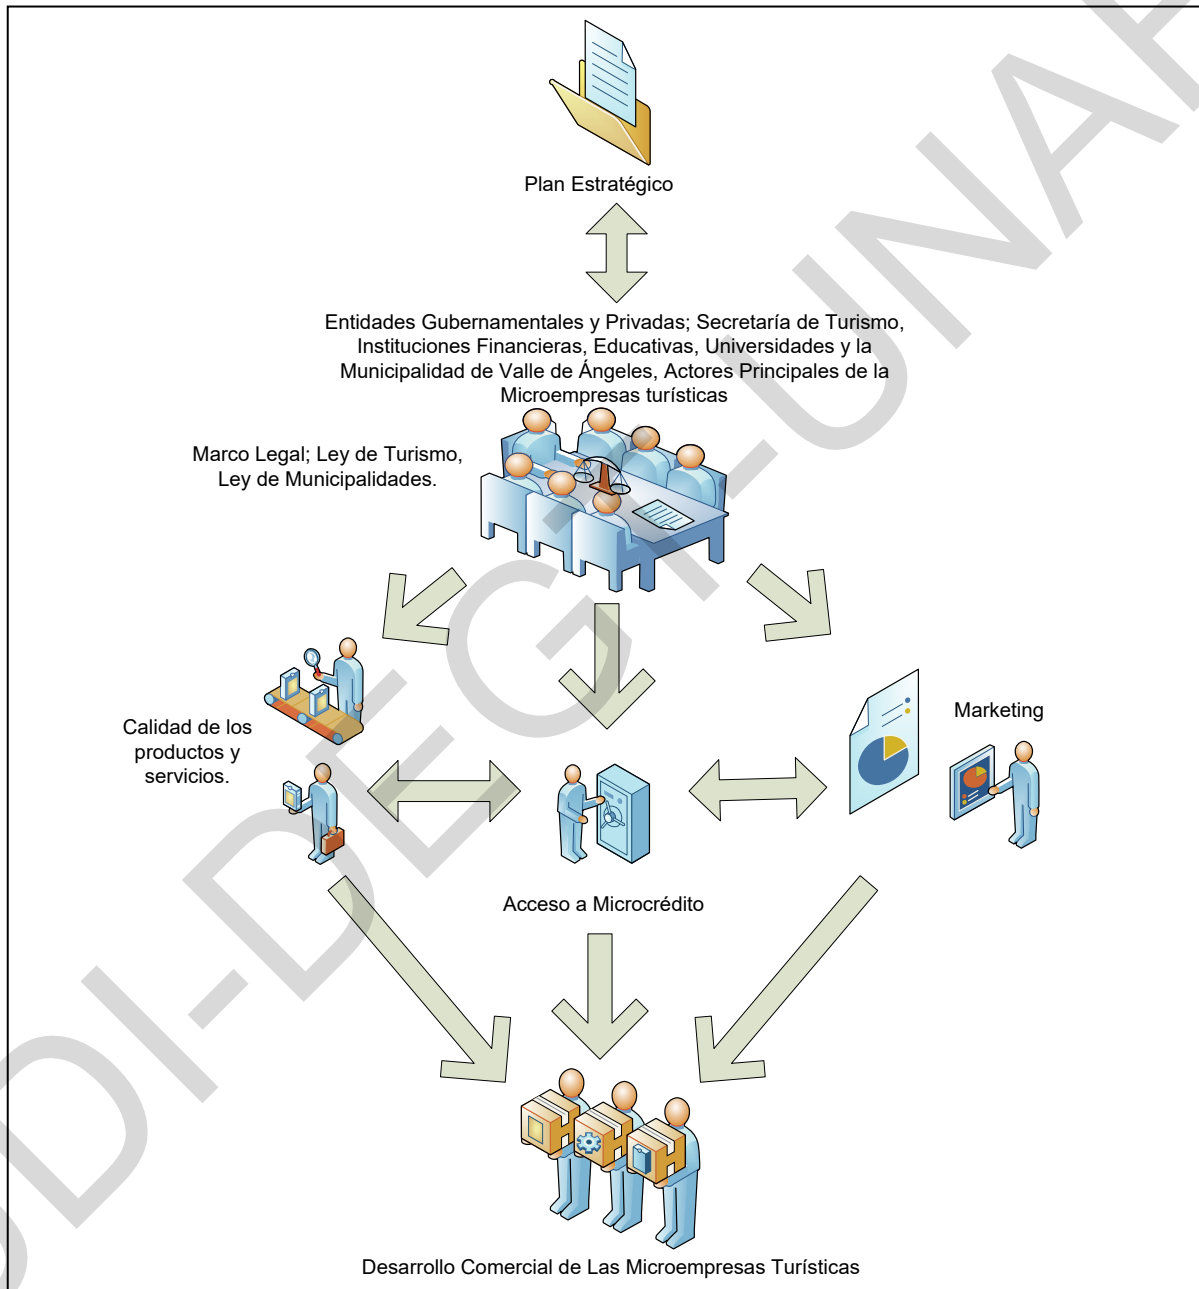 Plan Estratégico
Entidades Gubernamentales y Privadas; Secretaría de Turismo,
Instituciones Financieras, Educativas, Universidades y la
Municipalidad de Valle de Ángeles, Actores Principales de la
Microempresas turísticas
Marco Legal; Ley de Turismo,
Ley de Municipalidades.
Calidad de los
productos y
servicios.
Marketing
Acceso a Microcrédito
Desarrollo Comercial de Las Microempresas Turísticas
UDI-DEGT-UNAH